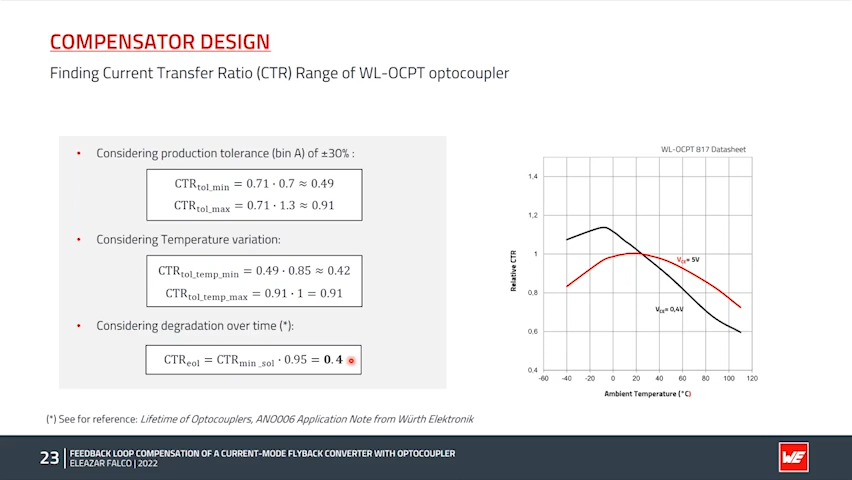 COMPENSATOR DESIGN
Finding Current Transfer Ratio (CTR) Range of WL-OCPT optocoupler
• Considering production tolerance (bin A) of ±30% :
CTR_tol_min = 0.71 · 0.7 ≈ 0.49
CTR_tol_max = 0.71 · 1.3 ≈ 0.91
• Considering Temperature variation:
CTR_tol_temp_min = 0.49 · 0.85 ≈ 0.42
CTR_tol_temp_max = 0.91 · 1 = 0.91
• Considering degradation over time (*):
CTR_eol = CTR_min_sol · 0.95 = 0.4
WL-OCPT 817 Datasheet
1,4
1,2
1
0,8
0,6
0,4
Relative CTR
V_CE= 5V
V_CE= 0,4V
-60 -40 -20 0 20 40 60 80 100 120
Ambient Temperature (°C)
(*) See for reference: Lifetime of Optocouplers, ANO006 Application Note from Würth Elektronik
23
FEEDBACK LOOP COMPENSATION OF A CURRENT-MODE FLYBACK CONVERTER WITH OPTOCOUPLER
ELEAZAR FALCO | 2022
WE